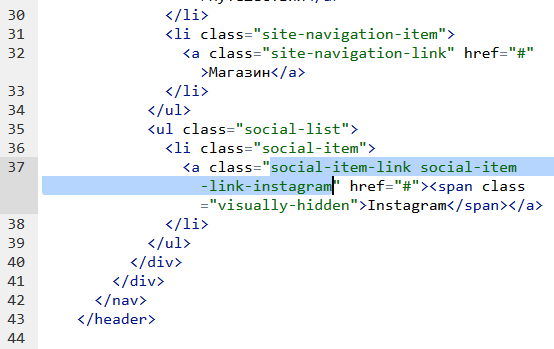 30 </li>
31 <li class="site-navigation-item">
32 <a class="site-navigation-link" href="#"
>Магазин</a>
33 </li>
34 </ul>
35 <ul class="social-list">
36 <li class="social-item">
37 <a class="social-item-link social-item
-link-instagram" href="#"><span class
="visually-hidden">Instagram</span></a>
38 </li>
39 </ul>
40 </div>
41 </div>
42 </nav>
43 </header>
44